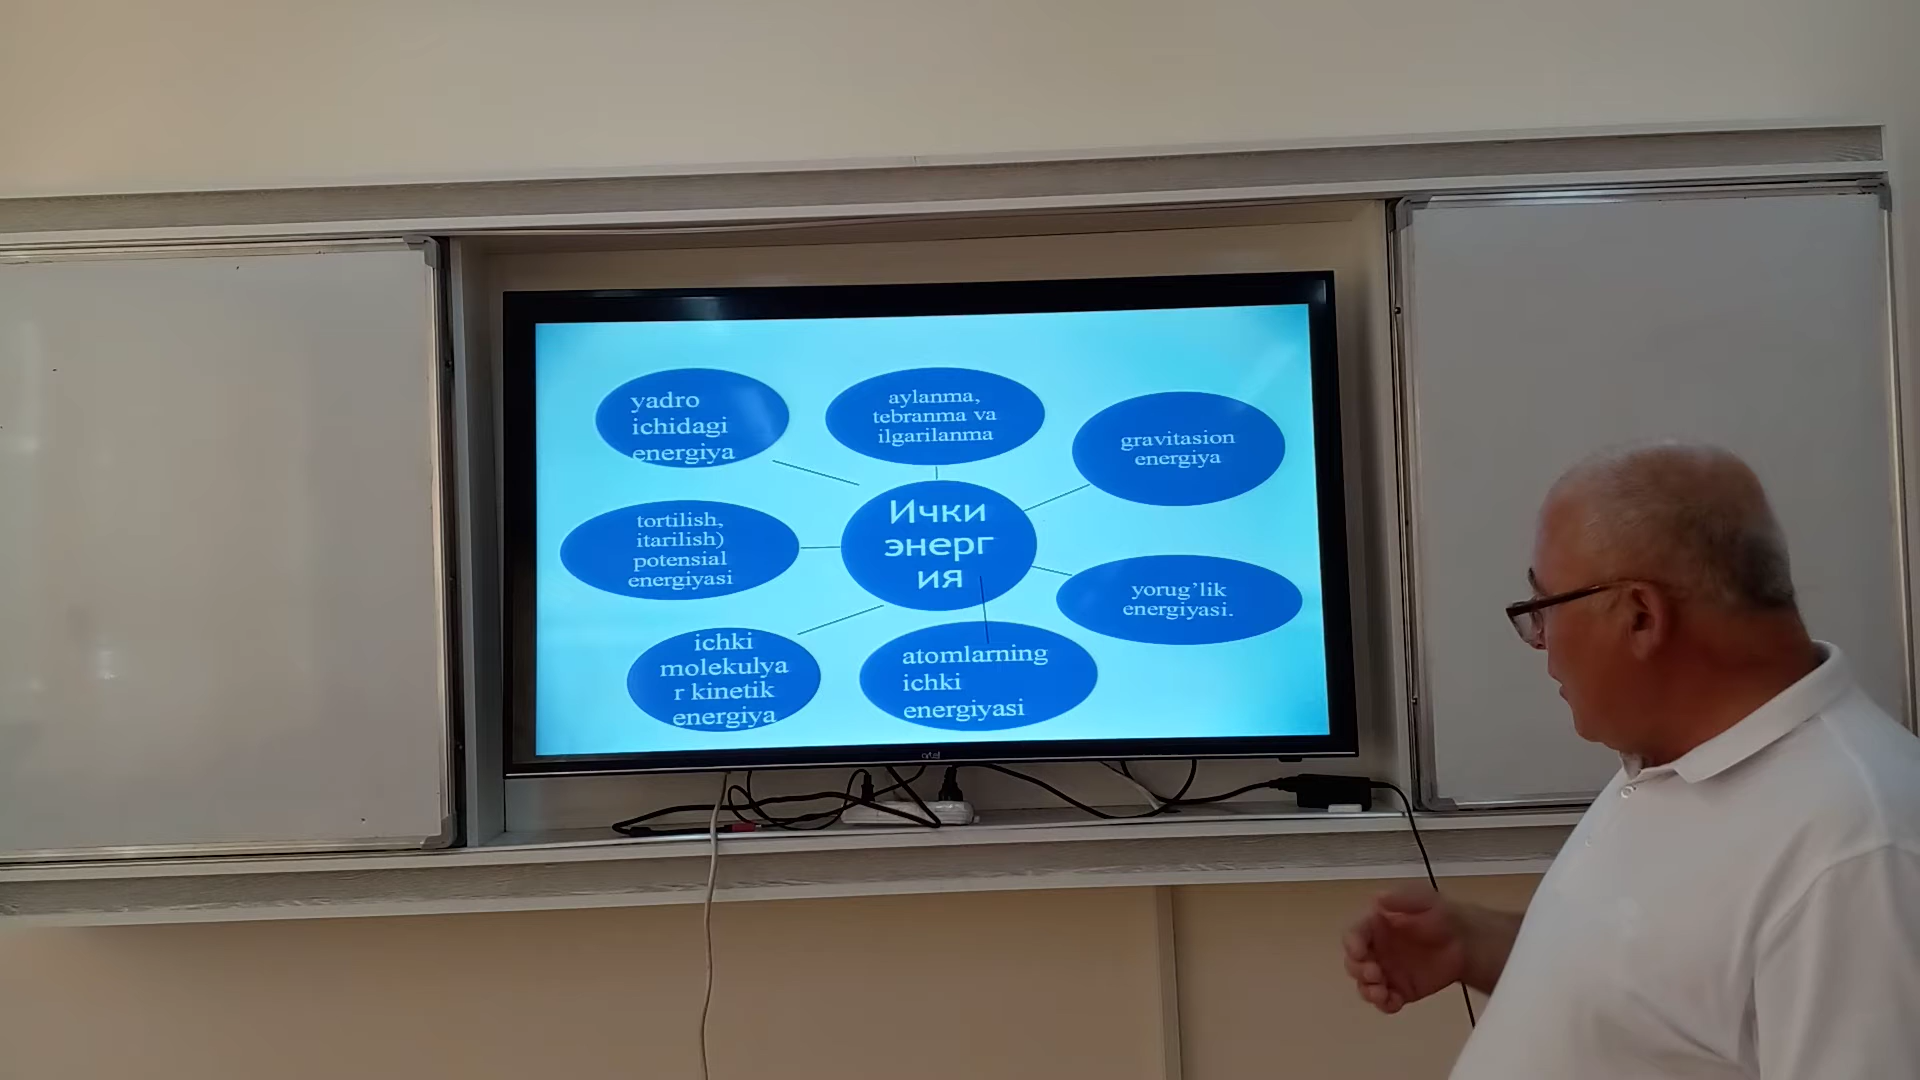 yadro
ichidagi
energiya
aylanma,
tebranma va
ilgarilanma
gravitasion
energiya
tortilish,
itarilish)
potensial
energiyasi
Ички
энерг
ия
yorug’lik
energiyasi.
ichki
molekulya
r kinetik
energiya
atomlarning
ichki
energiyasi
artel